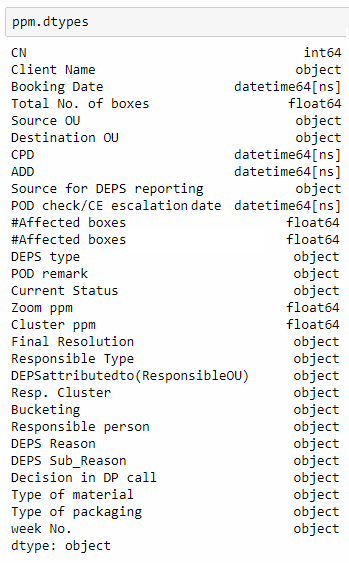 ppm.dtypes
CN int64
Client Name object
Booking Date datetime64[ns]
Total No. of boxes float64
Source OU object
Destination OU object
CPD datetime64[ns]
ADD datetime64[ns]
Source for DEPS reporting object
POD check/CE escalation date datetime64[ns]
#Affected boxes float64
#Affected boxes float64
DEPS type object
POD remark object
Current Status object
Zoom ppm float64
Cluster ppm float64
Final Resolution object
Responsible Type object
DEPSattributedto(ResponsibleOU) object
Resp. Cluster object
Bucketing object
Responsible person object
DEPS Reason object
DEPS Sub_Reason object
Decision in DP call object
Type of material object
Type of packaging object
week No. object
dtype: object